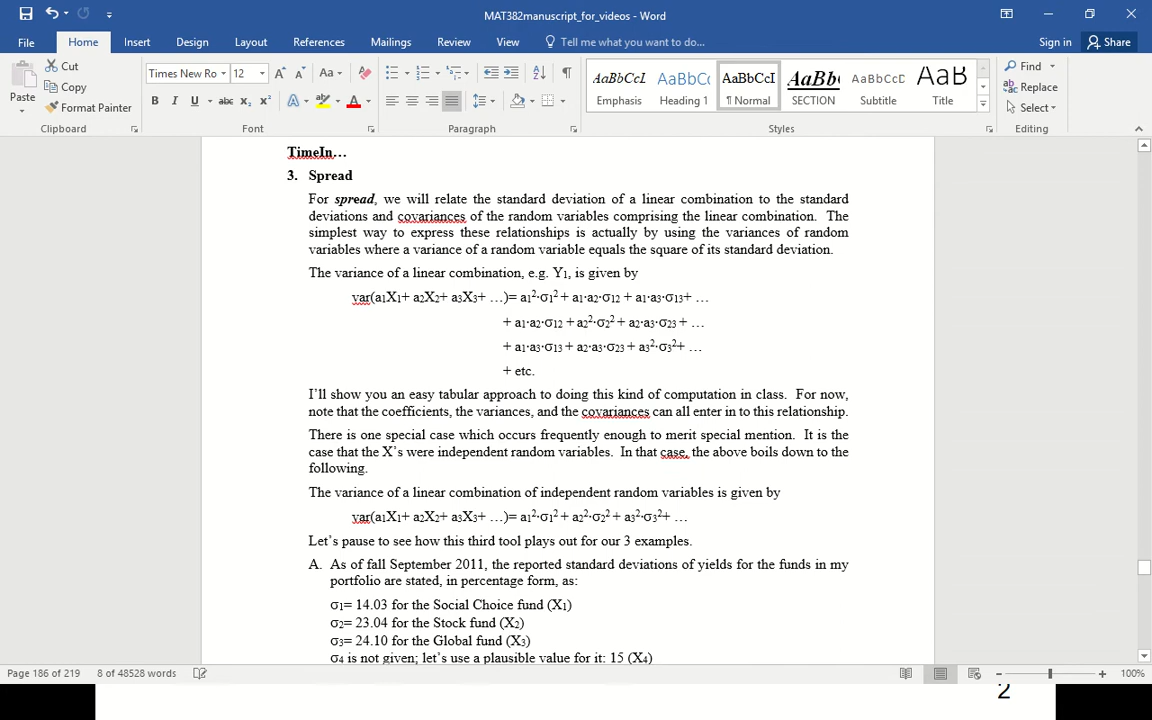 MAT382manuscript_for_videos - Word
File Home Insert Design Layout References Mailings Review View Tell me what you want to do... Sign in Share
Paste Cut Copy Format Painter
Times New Ro 12 Aa
B I U abc x₂ x² A ab A
AaBbCcI AaBbCc AaBbCcI AaBb( AaBbCcD AaB
Emphasis Heading 1 ¶ Normal SECTION Subtitle Title
Find Replace Select
Clipboard Font Paragraph Styles Editing
TimeIn…
3. Spread
For spread, we will relate the standard deviation of a linear combination to the standard
deviations and covariances of the random variables comprising the linear combination. The
simplest way to express these relationships is actually by using the variances of random
variables where a variance of a random variable equals the square of its standard deviation.
The variance of a linear combination, e.g. Y₁, is given by
var(a₁X₁+ a₂X₂+ a₃X₃+ …)= a₁²·σ₁² + a₁·a₂·σ₁₂ + a₁·a₃·σ₁₃+ …
+ a₁·a₂·σ₁₂ + a₂²·σ₂² + a₂·a₃·σ₂₃ + …
+ a₁·a₃·σ₁₃ + a₂·a₃·σ₂₃ + a₃²·σ₃²+ …
+ etc.
I’ll show you an easy tabular approach to doing this kind of computation in class. For now,
note that the coefficients, the variances, and the covariances can all enter in to this relationship.
There is one special case which occurs frequently enough to merit special mention. It is the
case that the X’s were independent random variables. In that case, the above boils down to the
following.
The variance of a linear combination of independent random variables is given by
var(a₁X₁+ a₂X₂+ a₃X₃+ …)= a₁²·σ₁² + a₂²·σ₂² + a₃²·σ₃²+ …
Let’s pause to see how this third tool plays out for our 3 examples.
A. As of fall September 2011, the reported standard deviations of yields for the funds in my
portfolio are stated, in percentage form, as:
σ₁= 14.03 for the Social Choice fund (X₁)
σ₂= 23.04 for the Stock fund (X₂)
σ₃= 24.10 for the Global fund (X₃)
σ₄ is not given; let’s use a plausible value for it: 15 (X₄)
Page 186 of 219 8 of 48528 words 100%
2